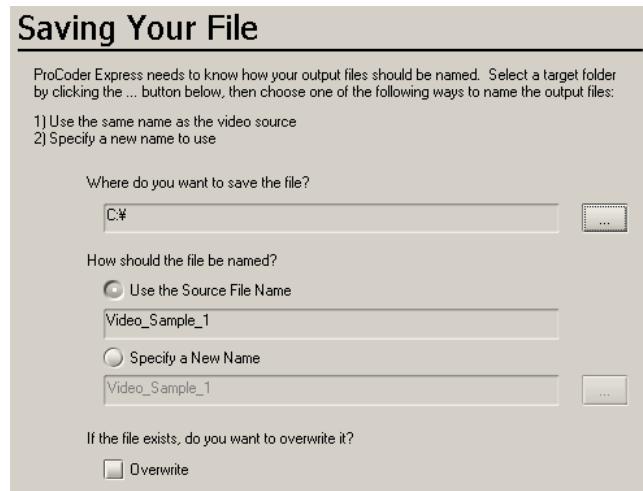 Saving Your File
ProCoder Express needs to know how your output files should be named. Select a target folder
by clicking the ... button below, then choose one of the following ways to name the output files:
1) Use the same name as the video source
2) Specify a new name to use
Where do you want to save the file?
C:¥
...
How should the file be named?
Use the Source File Name
Video_Sample_1
Specify a New Name
Video_Sample_1
...
If the file exists, do you want to overwrite it?
Overwrite